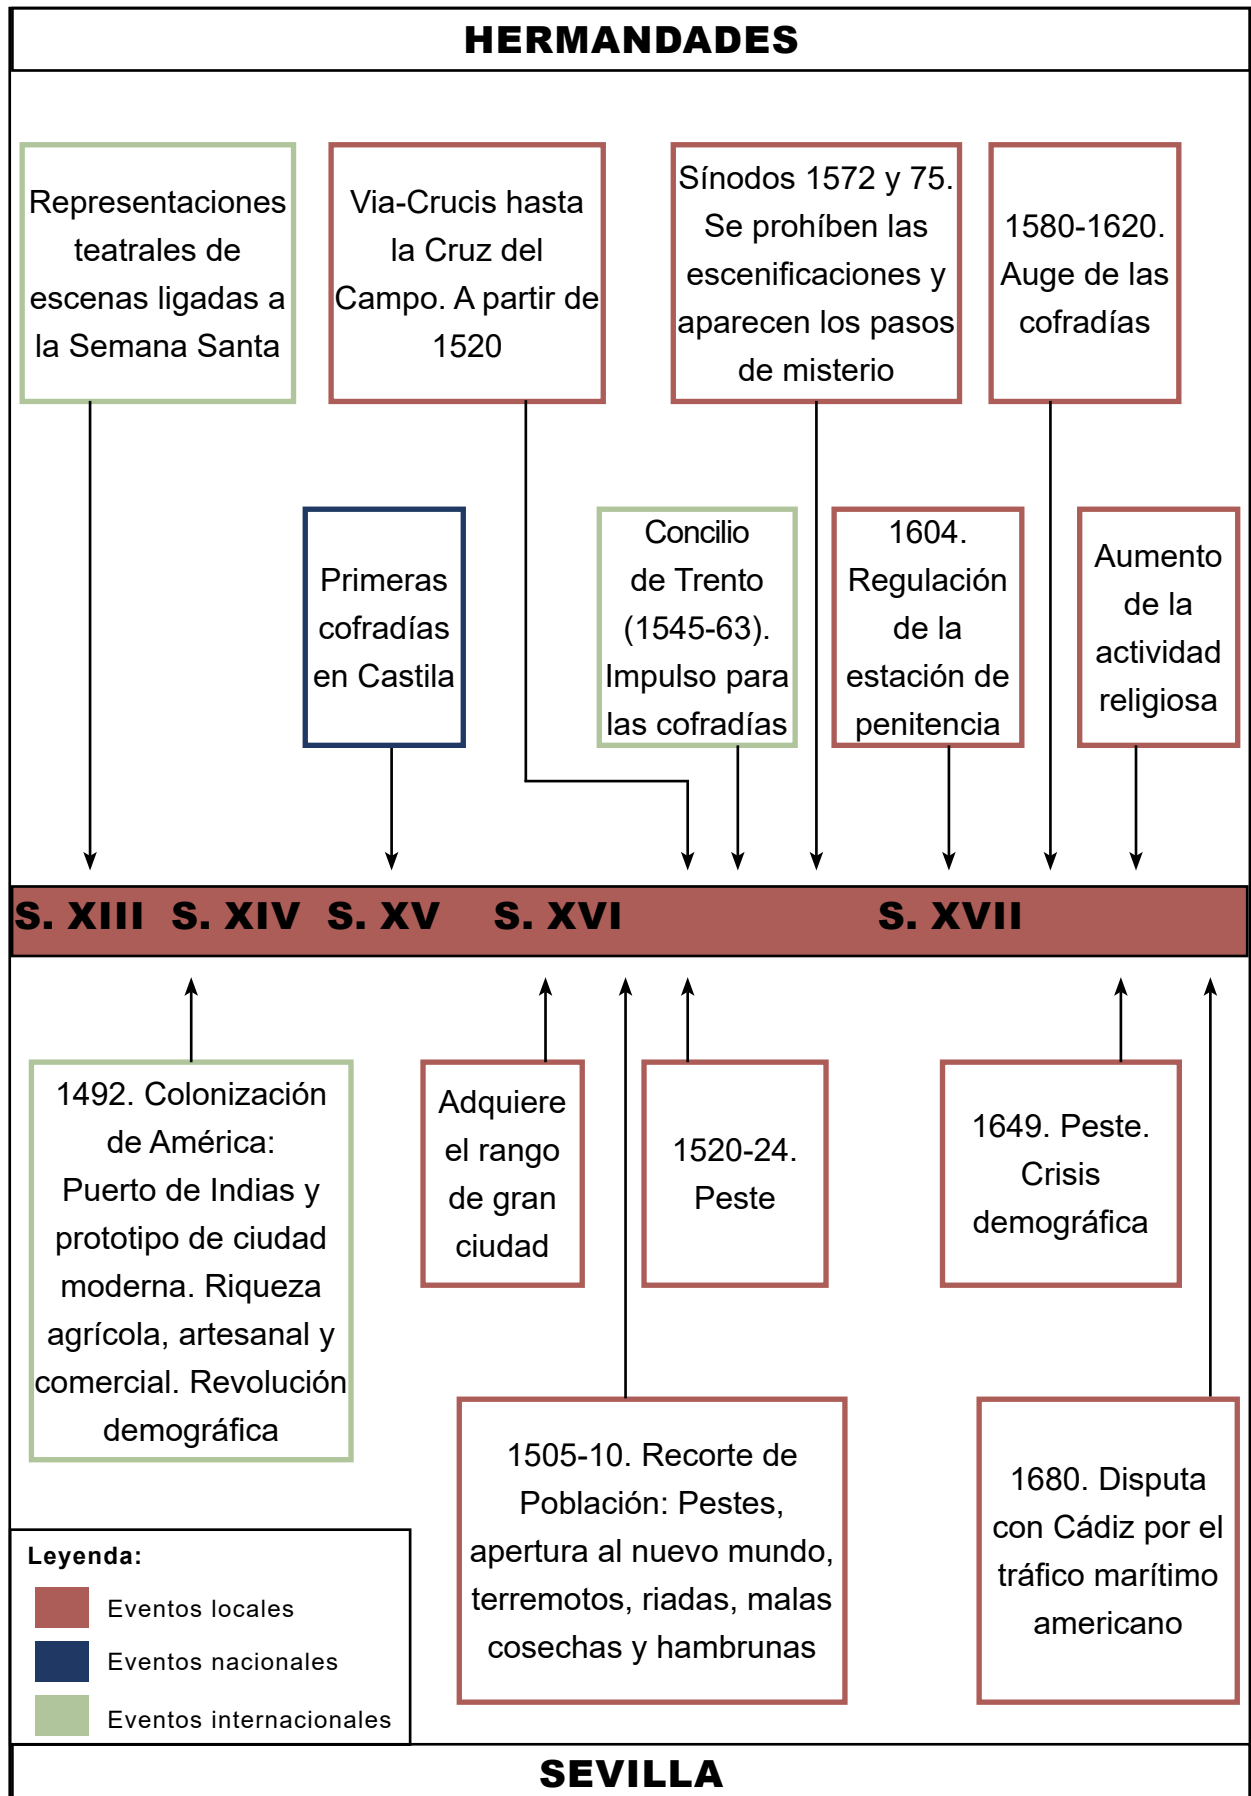 HERMANDADES
Representaciones
teatrales de
escenas ligadas a
la Semana Santa
Via-Crucis hasta
la Cruz del
Campo. A partir de
1520
Sínodos 1572 y 75.
Se prohíben las
escenificaciones y
aparecen los pasos
de misterio
1580-1620.
Auge de las
cofradías
Primeras
cofradías
en Castila
Concilio
de Trento
(1545-63).
Impulso para
las cofradías
1604.
Regulación
de la
estación de
penitencia
Aumento
de la
actividad
religiosa
S. XIII S. XIV S. XV S. XVI S. XVII
1492. Colonización
de América:
Puerto de Indias y
prototipo de ciudad
moderna. Riqueza
agrícola, artesanal y
comercial. Revolución
demográfica
Adquiere
el rango
de gran
ciudad
1520-24.
Peste
1649. Peste.
Crisis
demográfica
1505-10. Recorte de
Población: Pestes,
apertura al nuevo mundo,
terremotos, riadas, malas
cosechas y hambrunas
1680. Disputa
con Cádiz por el
tráfico marítimo
americano
Leyenda:
Eventos locales
Eventos nacionales
Eventos internacionales
SEVILLA